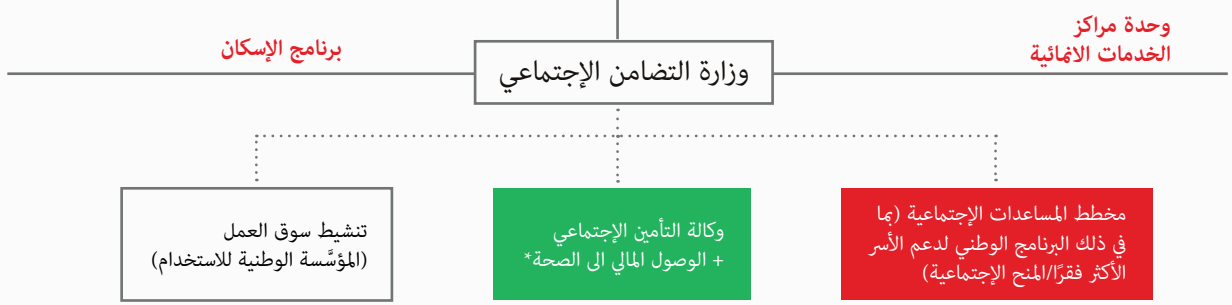 وحدة مراكز
الخدمات الانمائية
برنامج الإسكان
وزارة التضامن الإجتماعي
مخطط المساعدات الإجتماعية (بما
في ذلك البرنامج الوطني لدعم الأسر
الأكثر فقرًا/المنح الإجتماعية)
وكالة التأمين الإجتماعي
+ الوصول المالي الى الصحة*
تنشيط سوق العمل
(المؤسَّسة الوطنية للاستخدام)